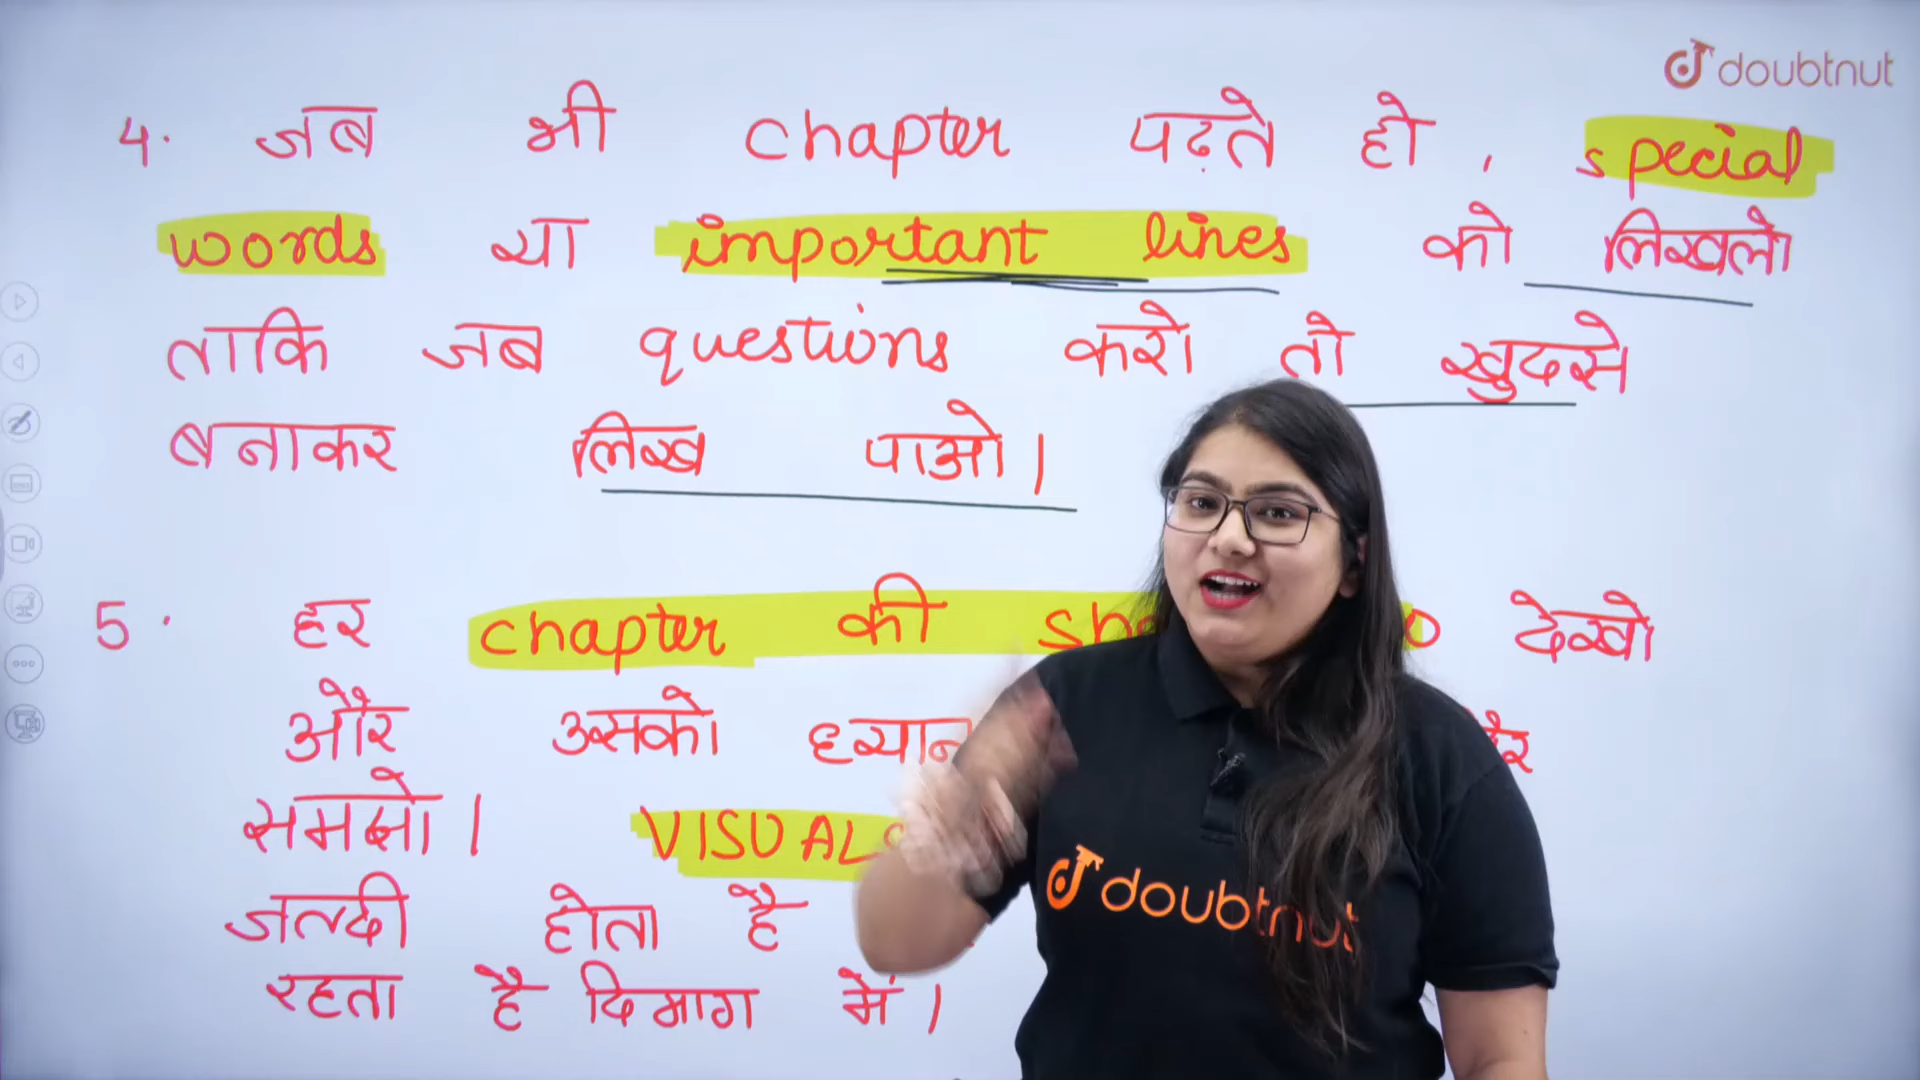 doubtnut
4. जब भी chapter पढ़ते हो , special
words या important lines को लिखलो
ताकि जब questions करो तो खुदसे
बनाकर लिख पाओ।
5. हर chapter की देखो
और उसको ध्यान
समझो। VISUALS
जल्दी होता है
रहता है दिमाग में।
doubtnut